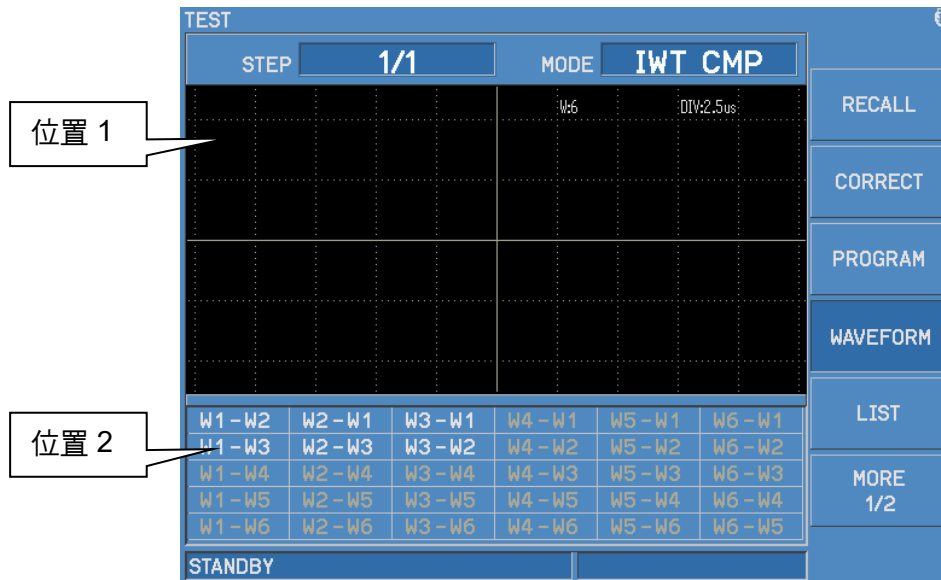 TEST
STEP 1/1 MODE IWT CMP
位置 1
W:6 DIV:2.5us
RECALL
CORRECT
PROGRAM
WAVEFORM
LIST
MORE
1/2
位置 2
W1-W2 W2-W1 W3-W1 W4-W1 W5-W1 W6-W1
W1-W3 W2-W3 W3-W2 W4-W2 W5-W2 W6-W2
W1-W4 W2-W4 W3-W4 W4-W3 W5-W3 W6-W3
W1-W5 W2-W5 W3-W5 W4-W5 W5-W4 W6-W4
W1-W6 W2-W6 W3-W6 W4-W6 W5-W6 W6-W5
STANDBY